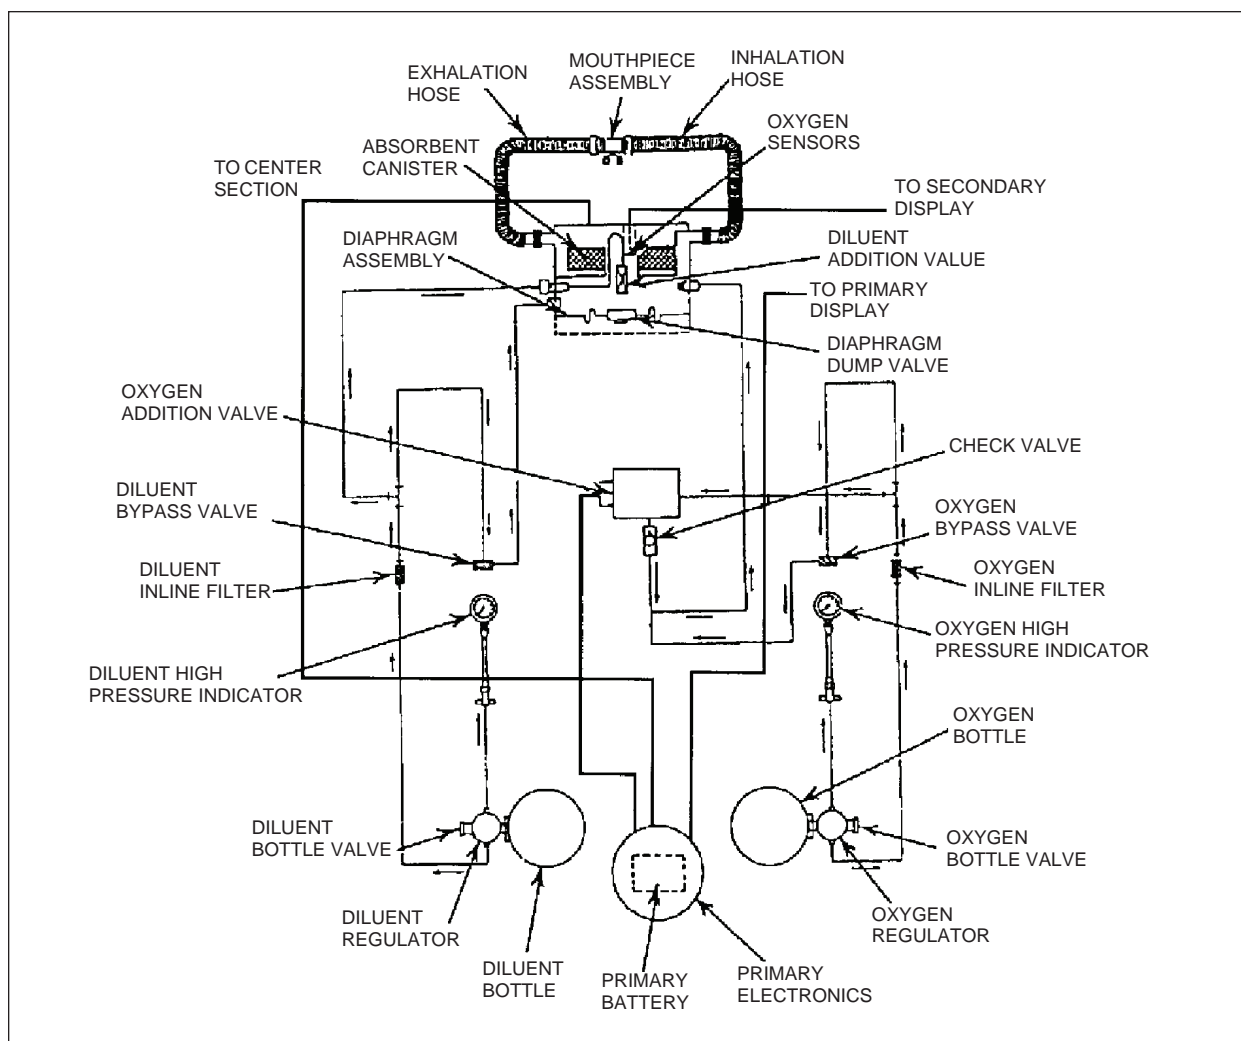 EXHALATION
HOSE
MOUTHPIECE
ASSEMBLY
INHALATION
HOSE
ABSORBENT
CANISTER
OXYGEN
SENSORS
TO CENTER
SECTION
TO SECONDARY
DISPLAY
DIAPHRAGM
ASSEMBLY
DILUENT
ADDITION VALUE
TO PRIMARY
DISPLAY
DIAPHRAGM
DUMP VALVE
OXYGEN
ADDITION VALVE
CHECK VALVE
DILUENT
BYPASS VALVE
OXYGEN
BYPASS VALVE
DILUENT
INLINE FILTER
OXYGEN
INLINE FILTER
OXYGEN HIGH
PRESSURE INDICATOR
DILUENT HIGH
PRESSURE INDICATOR
OXYGEN
BOTTLE
DILUENT
BOTTLE VALVE
OXYGEN
BOTTLE VALVE
DILUENT
REGULATOR
OXYGEN
REGULATOR
DILUENT
BOTTLE
PRIMARY
BATTERY
PRIMARY
ELECTRONICS